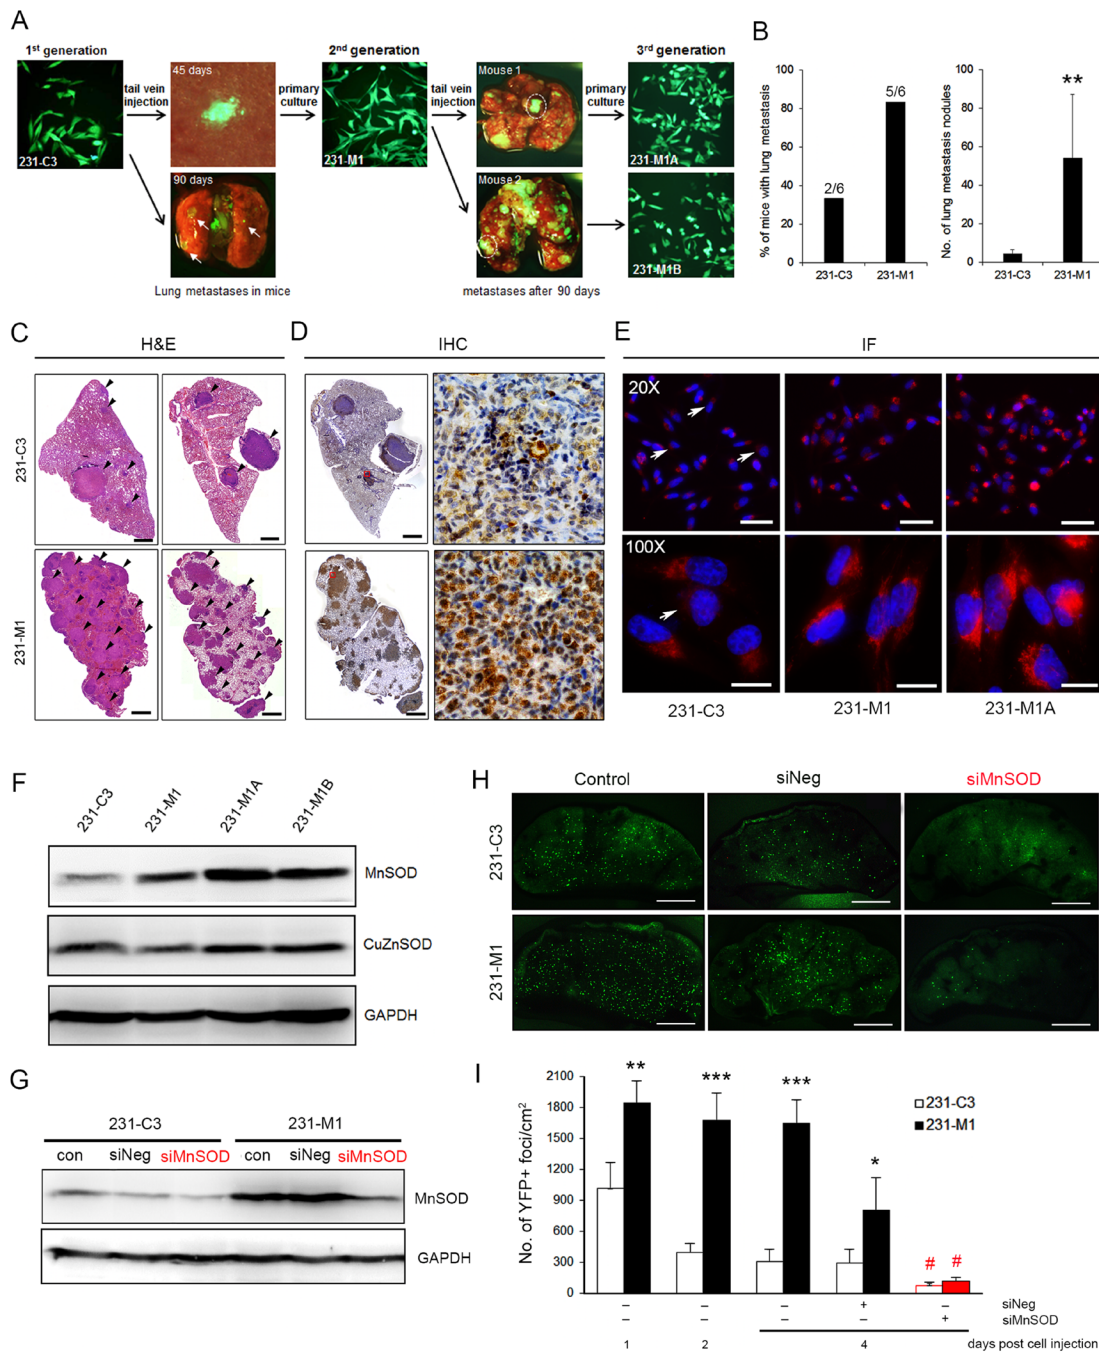 A
1st generation
2nd generation
3rd generation
231-C3
tail vein
injection
45 days
90 days
primary
culture
231-M1
tail vein
injection
Mouse 1
Mouse 2
primary
culture
231-M1A
231-M1B
Lung metastases in mice
metastases after 90 days
B
% of mice with lung metastasis
100
80
60
40
20
0
2/6
5/6
231-C3
231-M1
No. of lung metastasis nodules
100
80
60
40
20
0
**
231-C3
231-M1
C
H&E
231-C3
231-M1
D
IHC
E
IF
20X
100X
231-C3
231-M1
231-M1A
F
231-C3
231-M1
231-M1A
231-M1B
MnSOD
CuZnSOD
GAPDH
G
231-C3
231-M1
con
siNeg
siMnSOD
con
siNeg
siMnSOD
MnSOD
GAPDH
H
Control
siNeg
siMnSOD
231-C3
231-M1
I
No. of YFP+ foci/cm2
2100
1800
1200
900
600
300
0
**
***
***
*
# #
231-C3
231-M1
– – – + – siNeg
– – – – + siMnSOD
1 2 4 days post cell injection